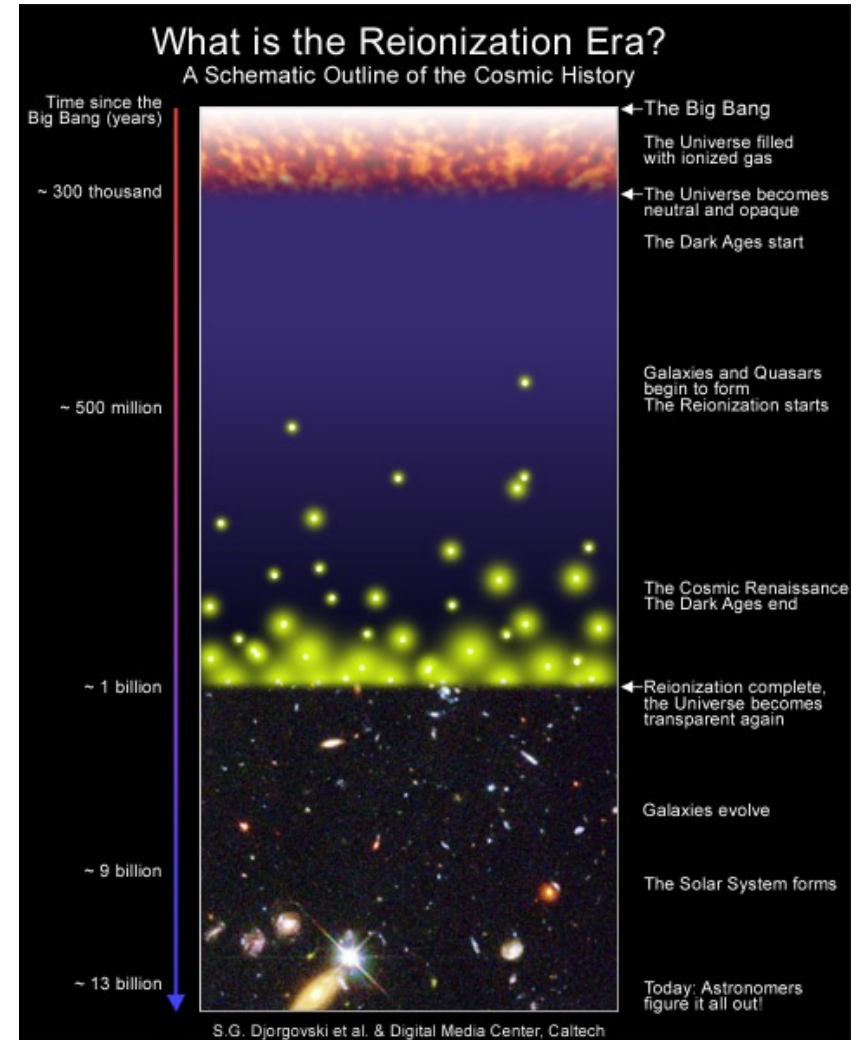 What is the Reionization Era?
A Schematic Outline of the Cosmic History
Time since the
Big Bang (years)
The Big Bang
The Universe filled
with ionized gas
~ 300 thousand
The Universe becomes
neutral and opaque
The Dark Ages start
Galaxies and Quasars
begin to form
The Reionization starts
~ 500 million
The Cosmic Renaissance
The Dark Ages end
~ 1 billion
Reionization complete,
the Universe becomes
transparent again
Galaxies evolve
~ 9 billion
The Solar System forms
~ 13 billion
Today: Astronomers
figure it all out!
S.G. Djorgovski et al. & Digital Media Center, Caltech